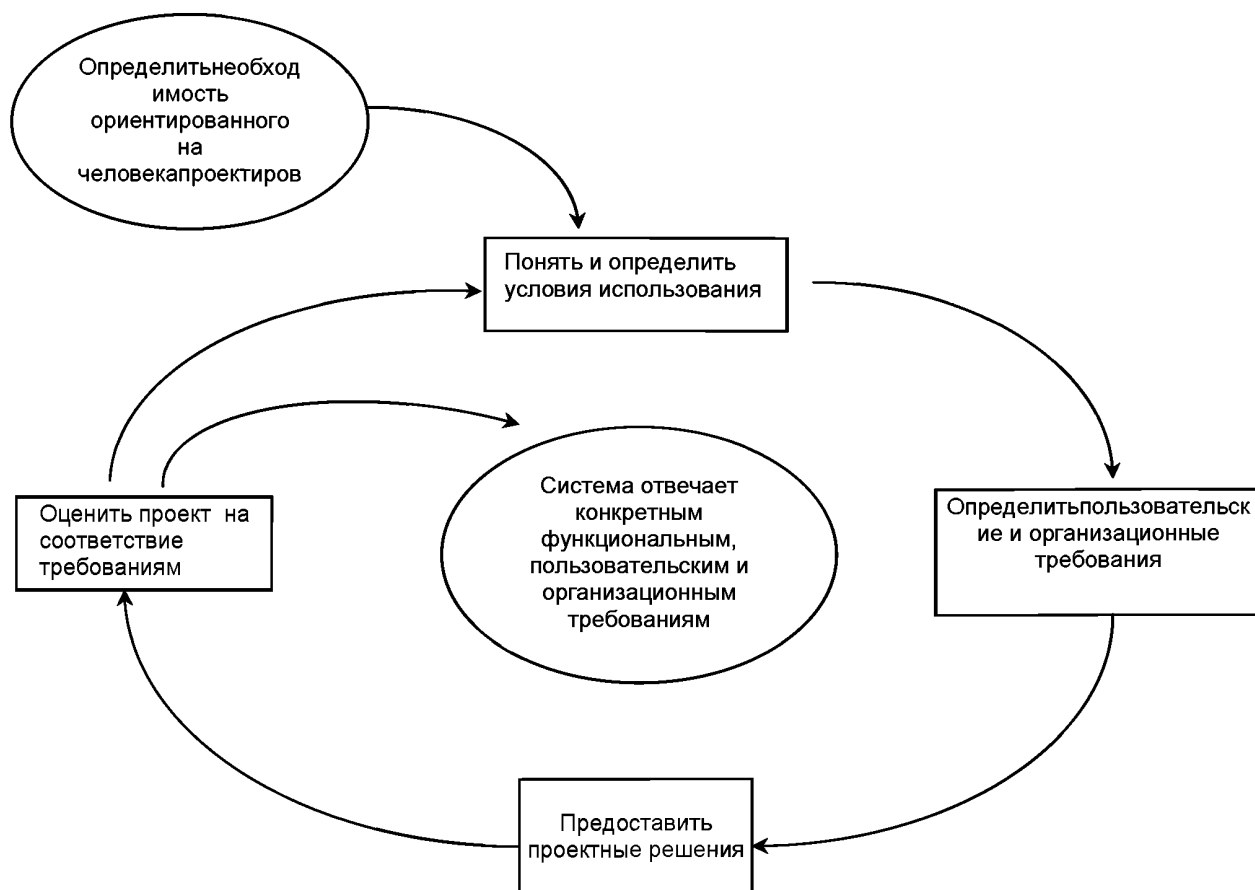 Определитьнеобход
имость
ориентированного
на
человекапроектиров
Понять и определить
условия использования
Оценить проект на
соответствие
требованиям
Система отвечает
конкретным
функциональным,
пользовательским и
организационным
требованиям
Определитьпользовательск
ие и организационные
требования
Предоставить
проектные решения